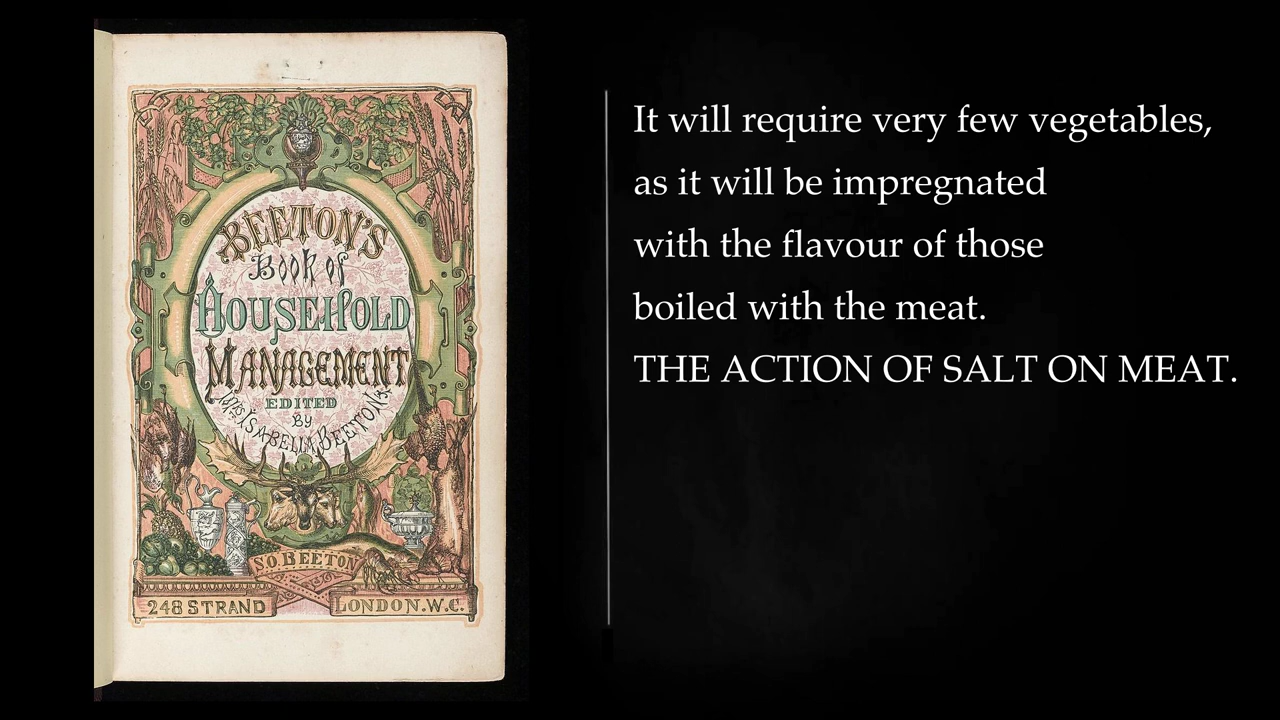 BEETON'S
Book of
HOUSEHOLD
MANAGEMENT
EDITED
BY
MRS ISABELLA BEETON
S.O. BEETON
248 STRAND
LONDON. W.C.
It will require very few vegetables,
as it will be impregnated
with the flavour of those
boiled with the meat.
THE ACTION OF SALT ON MEAT.